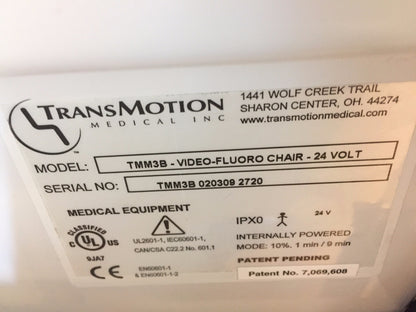 TRANSMOTION
MEDICAL INC
™
1441 WOLF CREEK TRAIL
SHARON CENTER, OH. 44274
www.transmotionmedical.com
MODEL: TMM3B - VIDEO-FLUORO CHAIR - 24 VOLT
SERIAL NO: TMM3B 020309 2720
MEDICAL EQUIPMENT
CLASSIFIED
C UL US
9JA7
UL2601-1, IEC60601-1,
CAN/CSA C22.2 No. 601.1
CE
EN60601-1
& EN60601-1-2
IPX0
24 V
INTERNALLY POWERED
MODE: 10%. 1 min / 9 min
PATENT PENDING
Patent No. 7,069,608